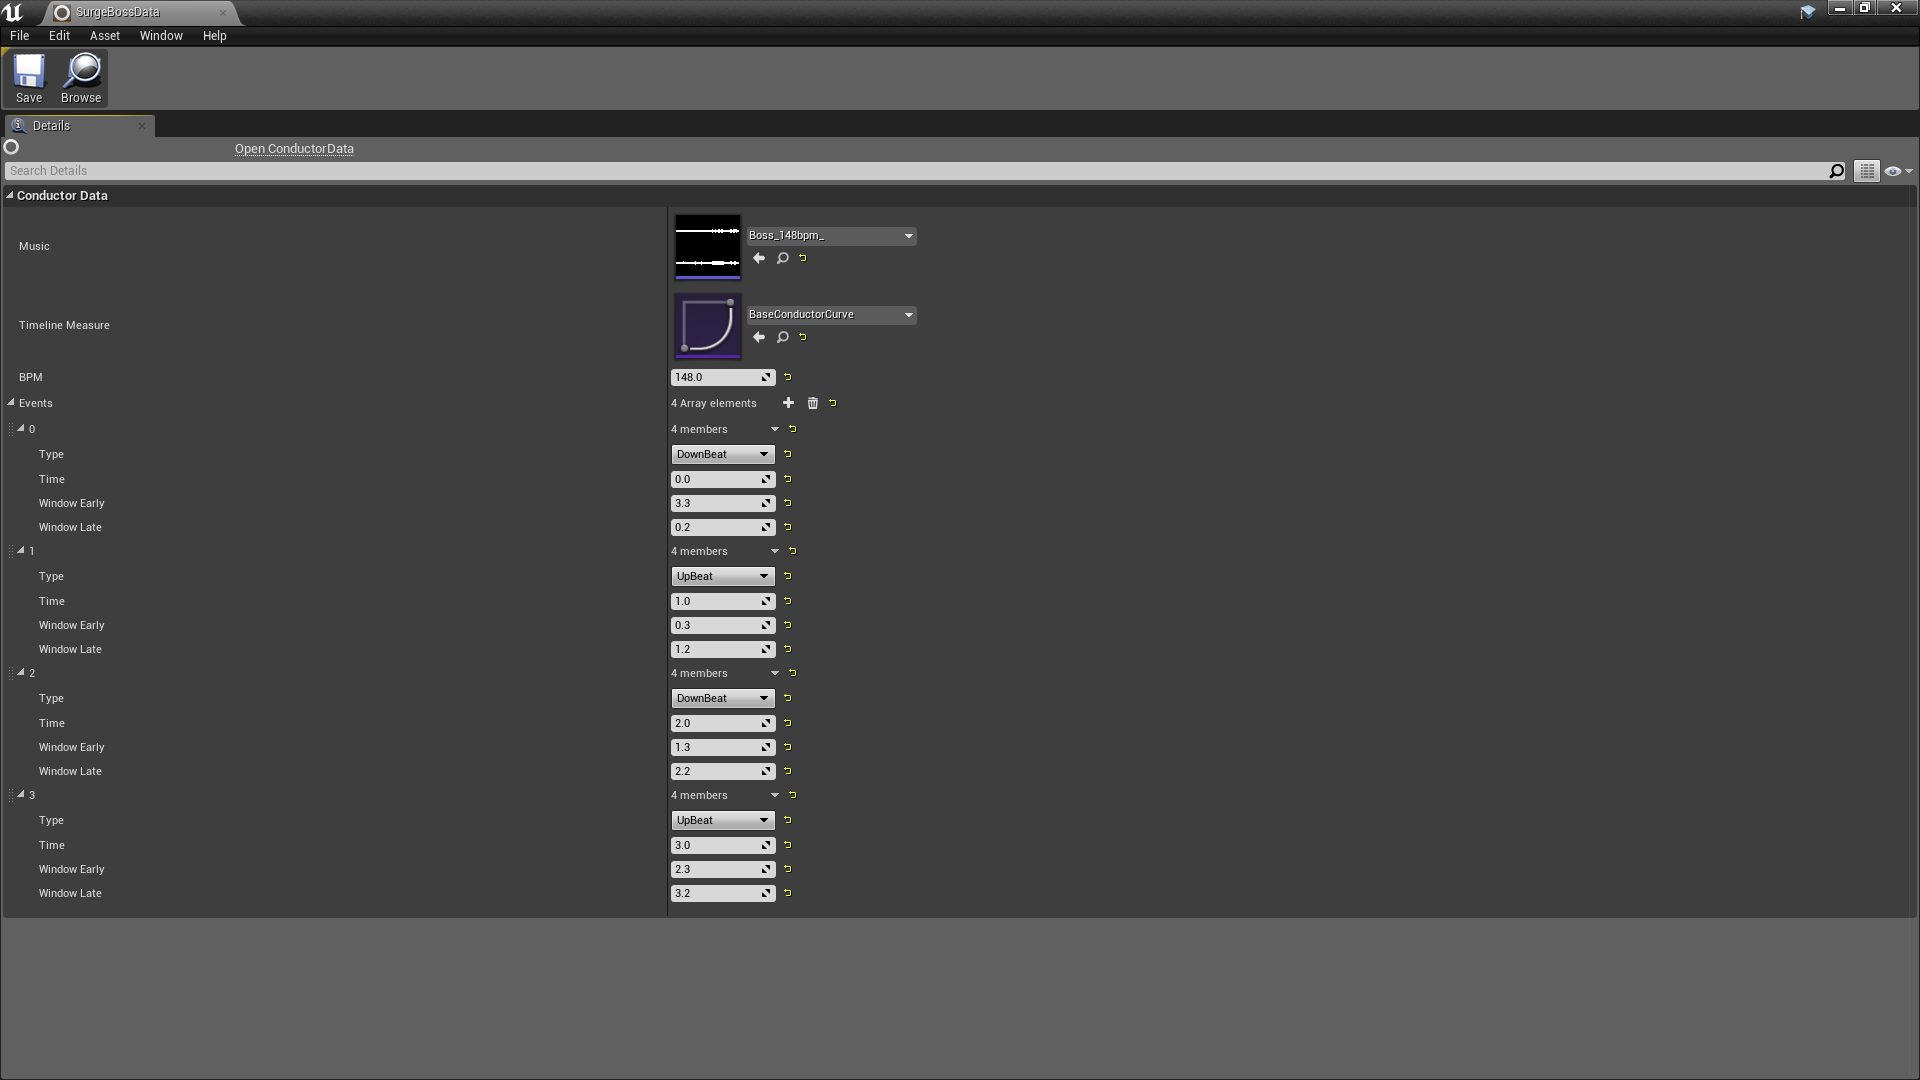 SurgeBossData
File Edit Asset Window Help
Save Browse
Details
Open ConductorData
Search Details
Conductor Data
Music
Boss_148bpm_
Timeline Measure
BaseConductorCurve
BPM 148.0
Events 4 Array elements
0 4 members
Type DownBeat
Time 0.0
Window Early 3.3
Window Late 0.2
1 4 members
Type UpBeat
Time 1.0
Window Early 0.3
Window Late 1.2
2 4 members
Type DownBeat
Time 2.0
Window Early 1.3
Window Late 2.2
3 4 members
Type UpBeat
Time 3.0
Window Early 2.3
Window Late 3.2